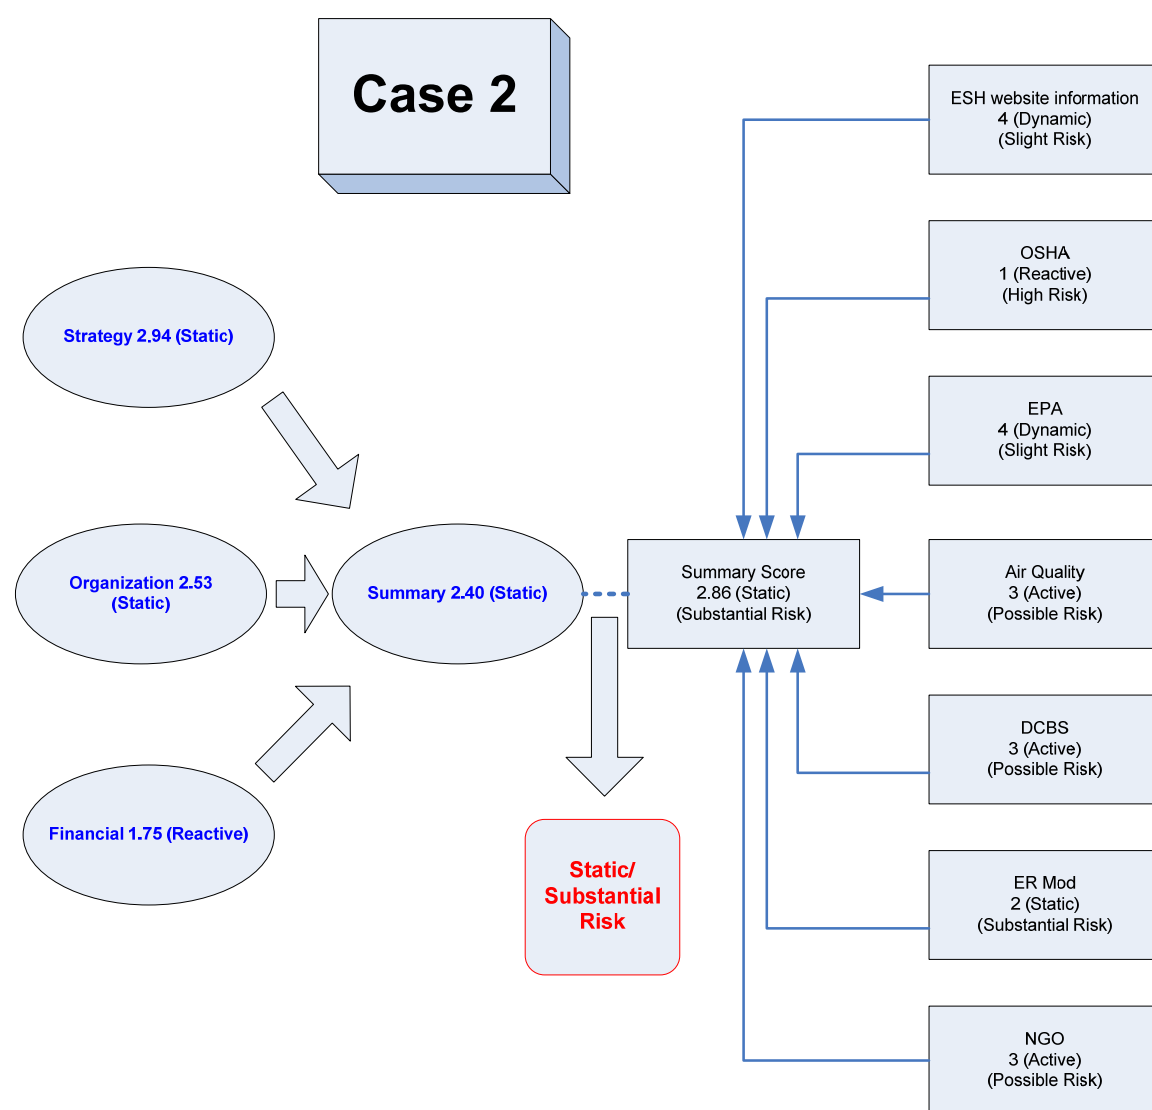 Case 2
ESH website information
4 (Dynamic)
(Slight Risk)
OSHA
1 (Reactive)
(High Risk)
Strategy 2.94 (Static)
EPA
4 (Dynamic)
(Slight Risk)
Organization 2.53
(Static)
Summary 2.40 (Static)
Summary Score
2.86 (Static)
(Substantial Risk)
Air Quality
3 (Active)
(Possible Risk)
DCBS
3 (Active)
(Possible Risk)
Financial 1.75 (Reactive)
Static/
Substantial
Risk
ER Mod
2 (Static)
(Substantial Risk)
NGO
3 (Active)
(Possible Risk)